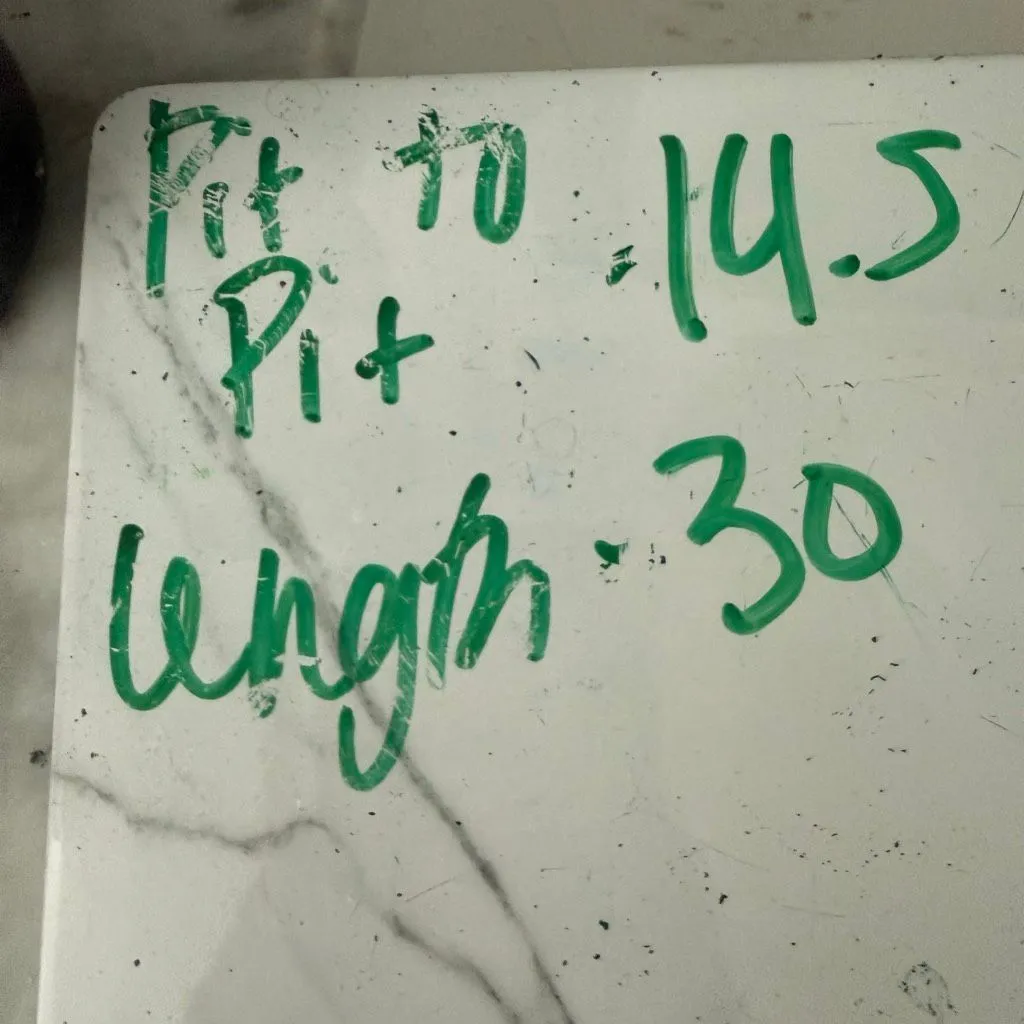 Pit to : 14.5
Pit
length : 30